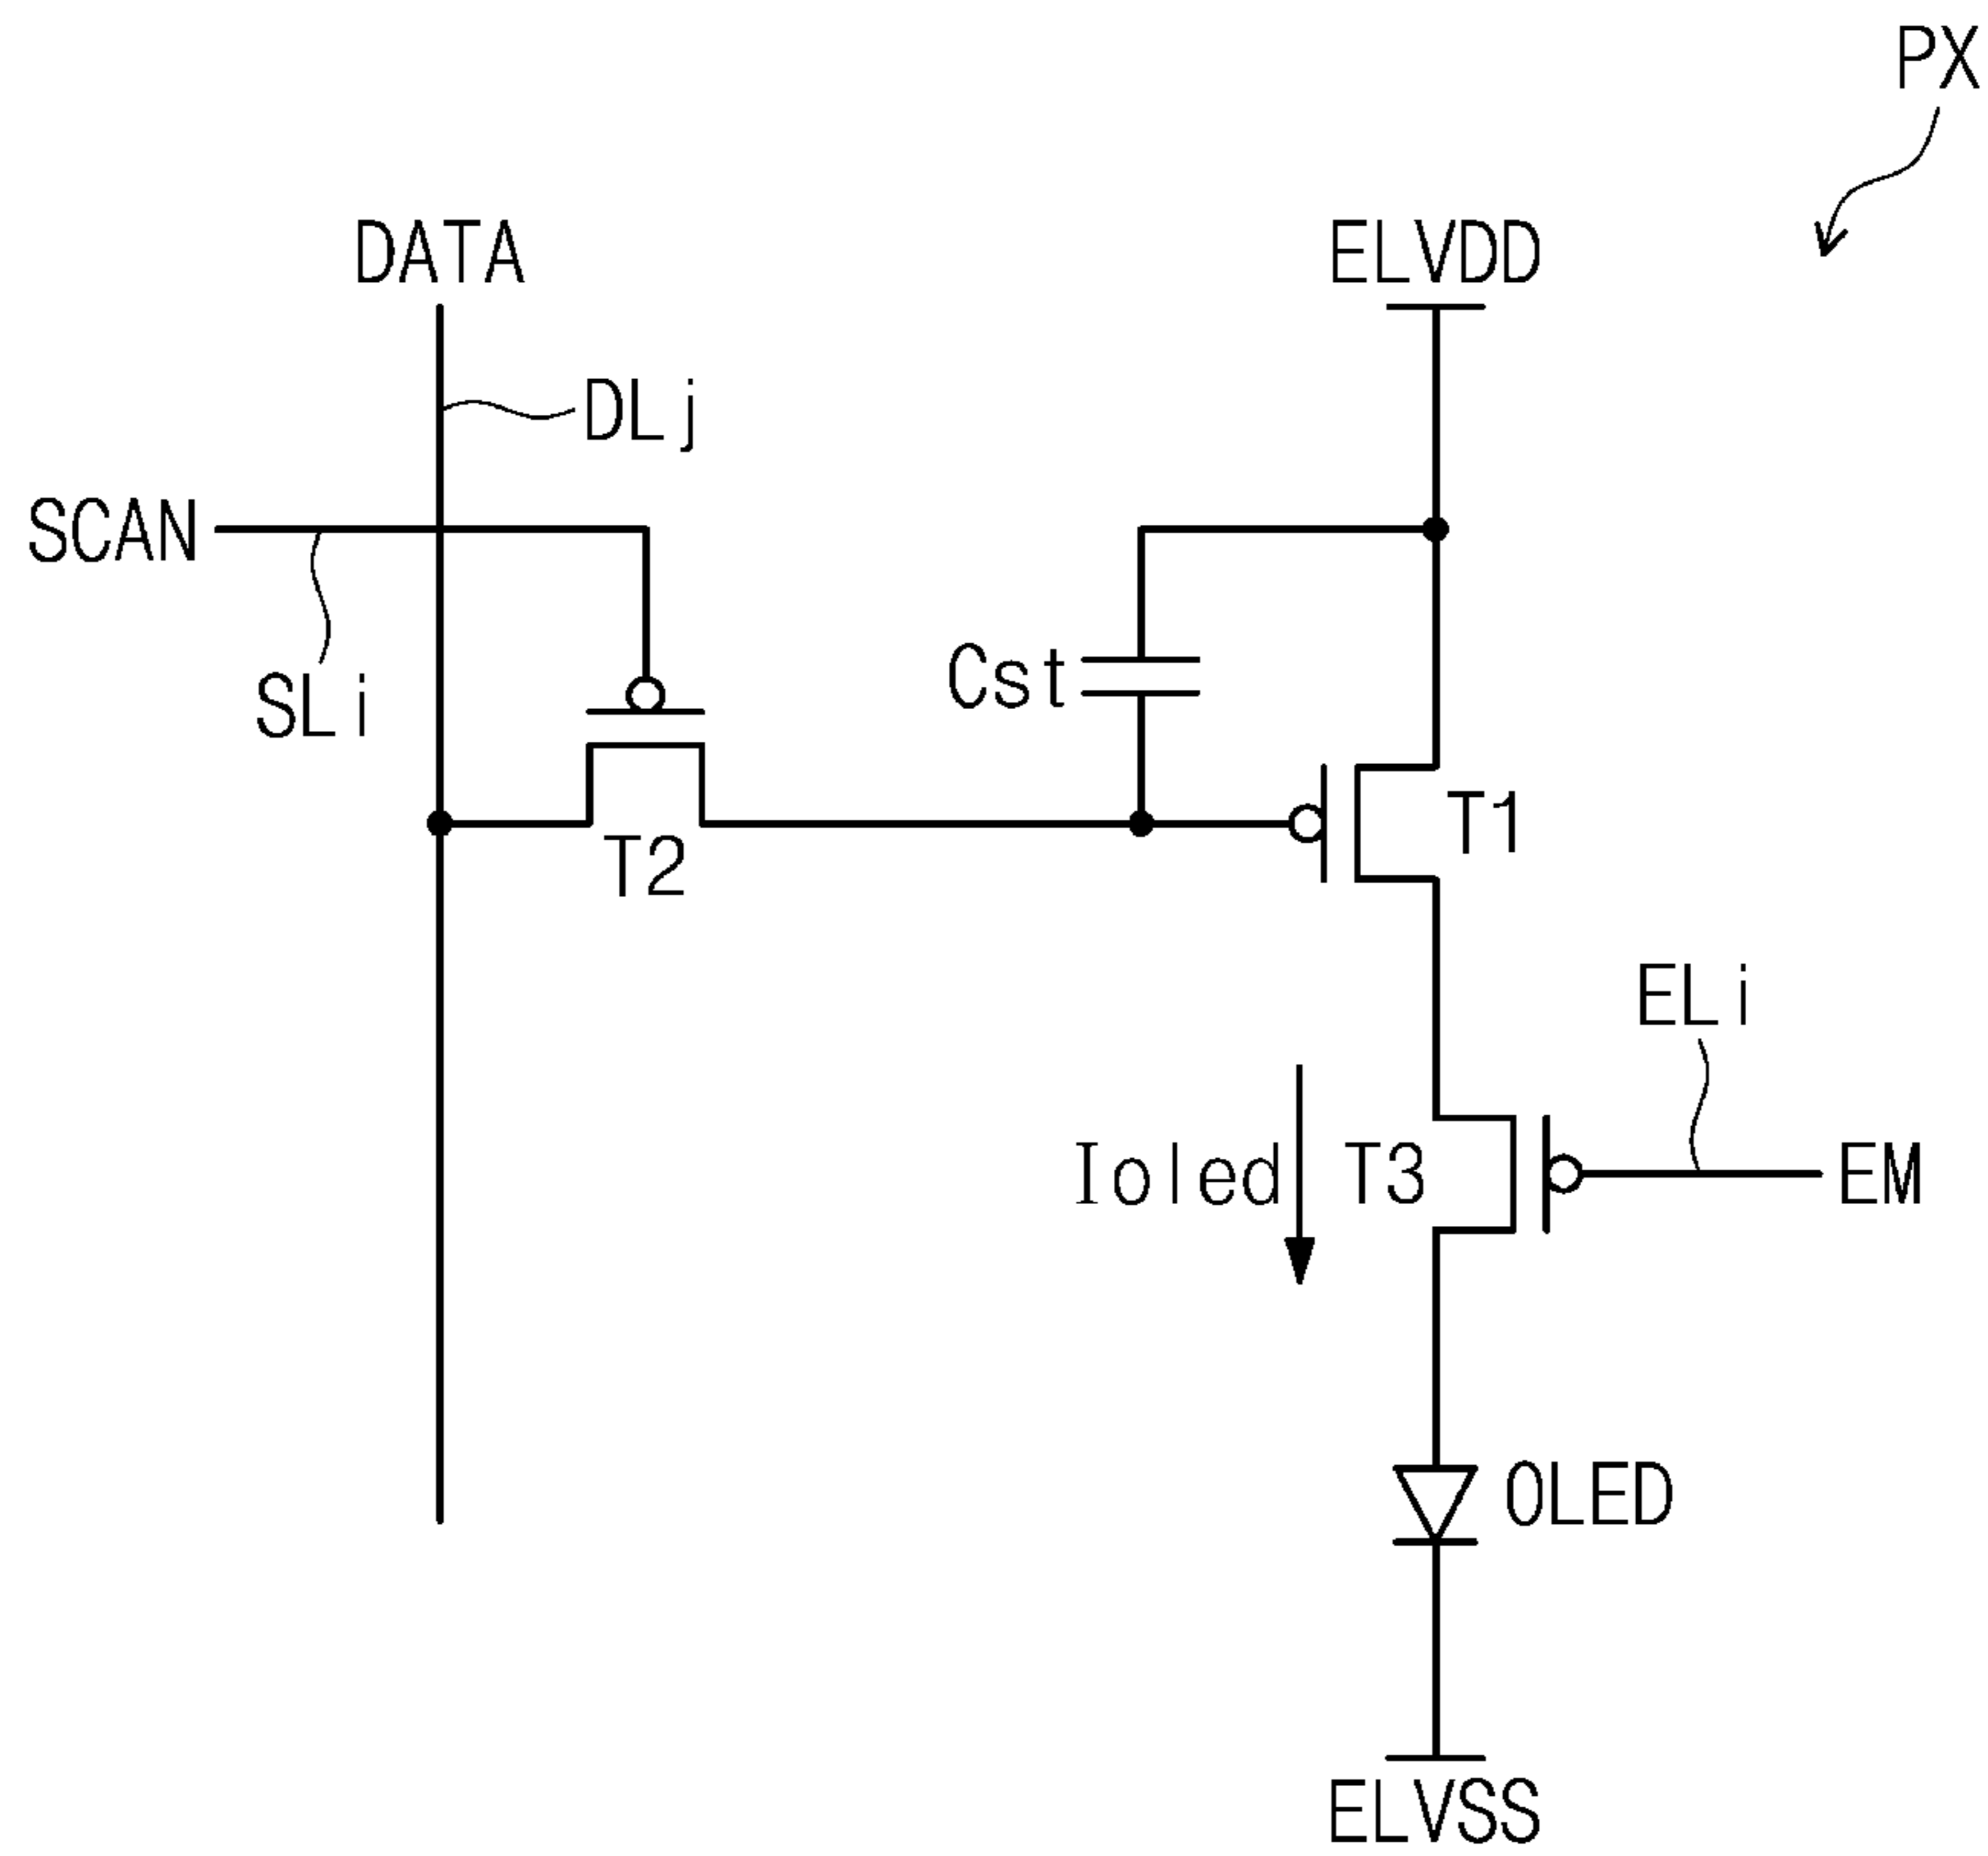 PX
DATA
ELVDD
DLj
SCAN
SLi
Cst
T1
T2
ELi
Ioled
T3
EM
OLED
ELVSS